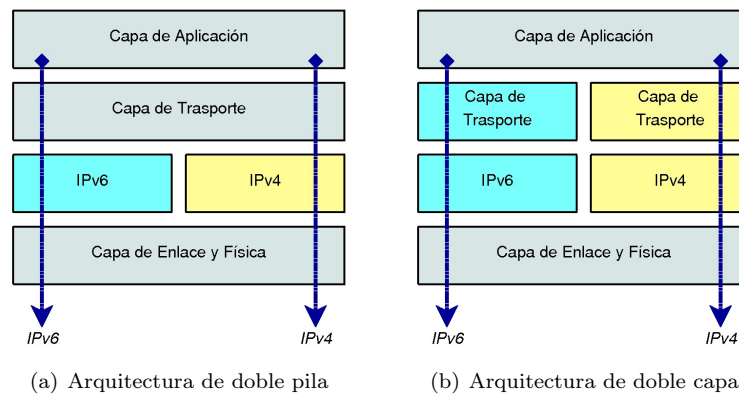 Capa de Aplicación
Capa de Trasporte
IPv6
IPv4
Capa de Enlace y Física
IPv6
IPv4
(a) Arquitectura de doble pila
Capa de Aplicación
Capa de
Trasporte
Capa de
Trasporte
IPv6
IPv4
Capa de Enlace y Física
IPv6
IPv4
(b) Arquitectura de doble capa